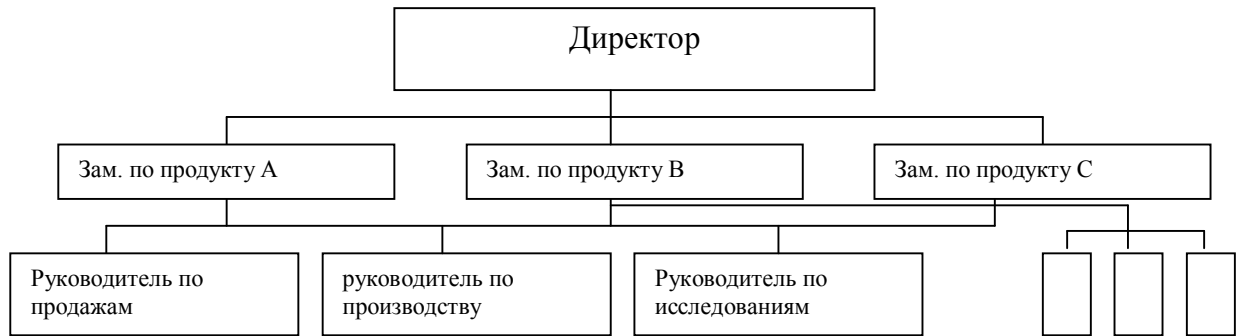 Директор
Зам. по продукту А
Зам. по продукту В
Зам. по продукту С
Руководитель по
продажам
руководитель по
производству
Руководитель по
исследованиям